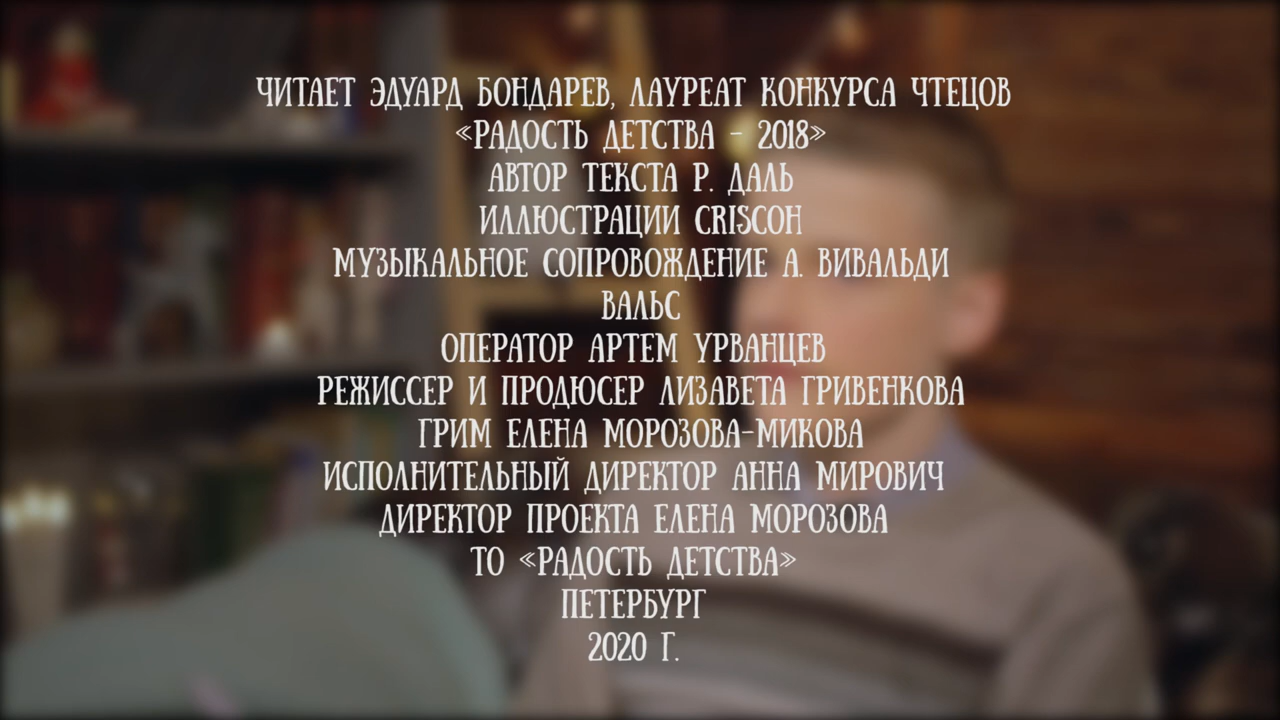 ЧИТАЕТ ЭДУАРД БОНДАРЕВ, ЛАУРЕАТ КОНКУРСА ЧТЕЦОВ
«РАДОСТЬ ДЕТСТВА - 2018»
АВТОР ТЕКСТА Р. ДАЛЬ
ИЛЛЮСТРАЦИИ CRISCOH
МУЗЫКАЛЬНОЕ СОПРОВОЖДЕНИЕ А. ВИВАЛЬДИ
ВАЛЬС
ОПЕРАТОР АРТЕМ УРВАНЦЕВ
РЕЖИССЕР И ПРОДЮСЕР ЛИЗАВЕТА ГРИВЕНКОВА
ГРИМ ЕЛЕНА МОРОЗОВА-МИКОВА
ИСПОЛНИТЕЛЬНЫЙ ДИРЕКТОР АННА МИРОВИЧ
ДИРЕКТОР ПРОЕКТА ЕЛЕНА МОРОЗОВА
ТО «РАДОСТЬ ДЕТСТВА»
ПЕТЕРБУРГ
2020 Г.